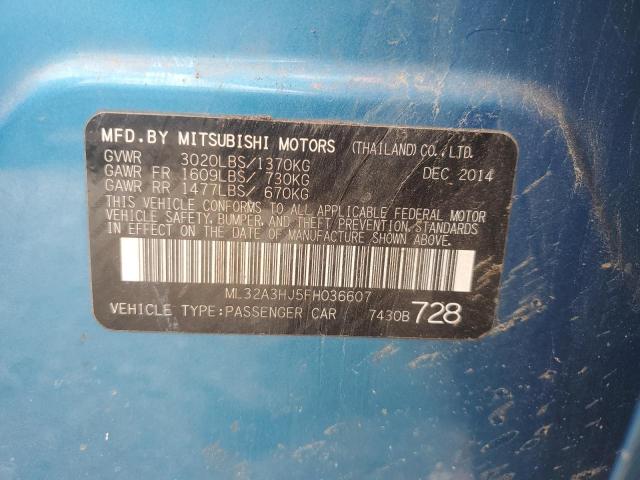 MFD.BY MITSUBISHI MOTORS (THAILAND) CO., LTD.
GVWR 3020LBS/1370KG DEC 2014
GAWR FR 1609LBS/ 730KG
GAWR RR 1477LBS/ 670KG
THIS VEHICLE CONFORMS TO ALL APPLICABLE FEDERAL MOTOR
VEHICLE SAFETY, BUMPER, AND THEFT PREVENTION STANDARDS
IN EFFECT ON THE DATE OF MANUFACTURE SHOWN ABOVE.
ML32A3HJ5FH036607
VEHICLE TYPE:PASSENGER CAR 7430B 728